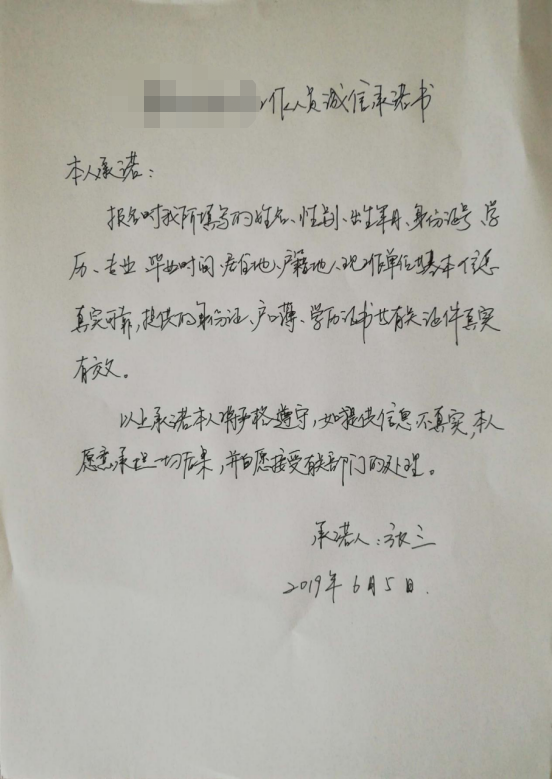 作人员诚信承诺书
本人承诺：
报名时我所填写的姓名、性别、出生年月、身份证号、学
历、专业、毕业时间、居住地、户籍地、现工作单位等基本信息
真实可靠，提供的身份证、户口薄、学历证书等有关证件真实
有效。
以上承诺本人将严格遵守，如提供信息不真实，本人
愿意承担一切后果，并自愿接受有关部门的处理。
承诺人：张三
2019年6月5日.